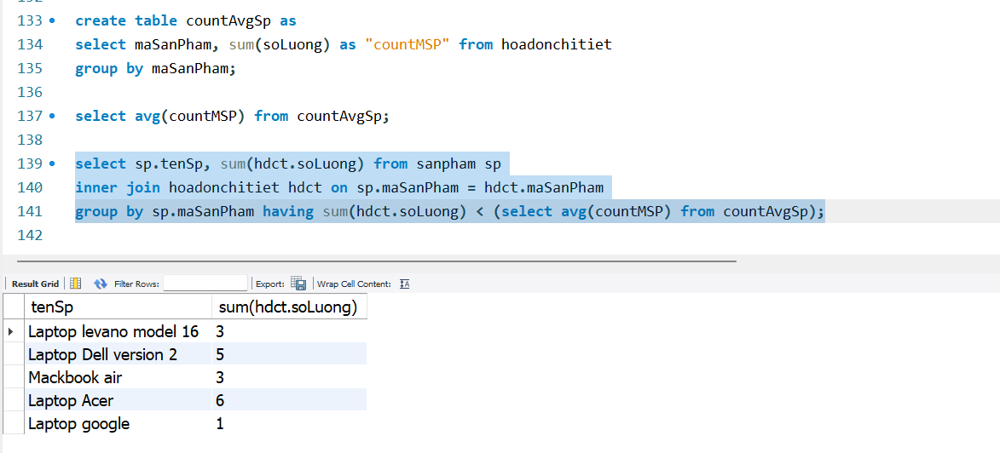 133 create table countAvgSp as
134 select maSanPham, sum(soLuong) as "countMSP" from hoadonchitiet
135 group by maSanPham;
136
137 select avg(countMSP) from countAvgSp;
138
139 select sp.tenSp, sum(hdct.soLuong) from sanpham sp
140 inner join hoadonchitiet hdct on sp.maSanPham = hdct.maSanPham
141 group by sp.maSanPham having sum(hdct.soLuong) < (select avg(countMSP) from countAvgSp);
142
Result Grid Filter Rows: Export: Wrap Cell Content:
tenSp sum(hdct.soLuong)
Laptop levano model 16 3
Laptop Dell version 2 5
Mackbook air 3
Laptop Acer 6
Laptop google 1